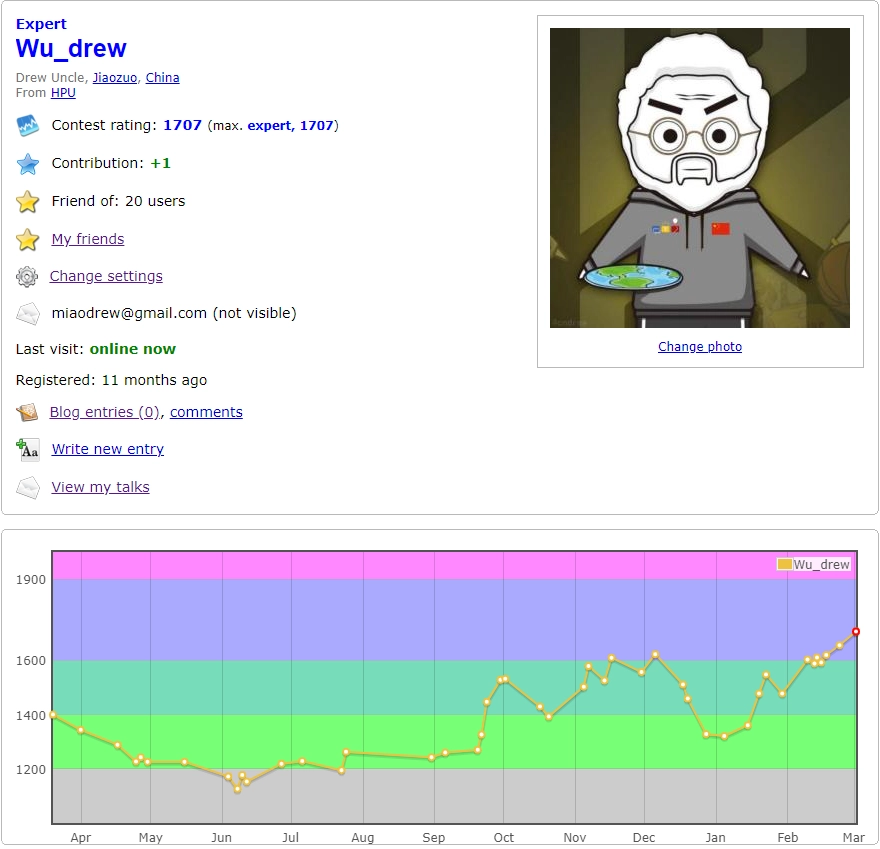 Expert
Wu_drew
Drew Uncle, Jiaozuo, China
From HPU
Contest rating: 1707 (max. expert, 1707)
Contribution: +1
Friend of: 20 users
My friends
Change settings
miaodrew@gmail.com (not visible)
Last visit: online now
Registered: 11 months ago
Blog entries (0), comments
Aa
Write new entry
View my talks
Change photo
Wu_drew
1900
1600
1400
1200
Apr May Jun Jul Aug Sep Oct Nov Dec Jan Feb Mar